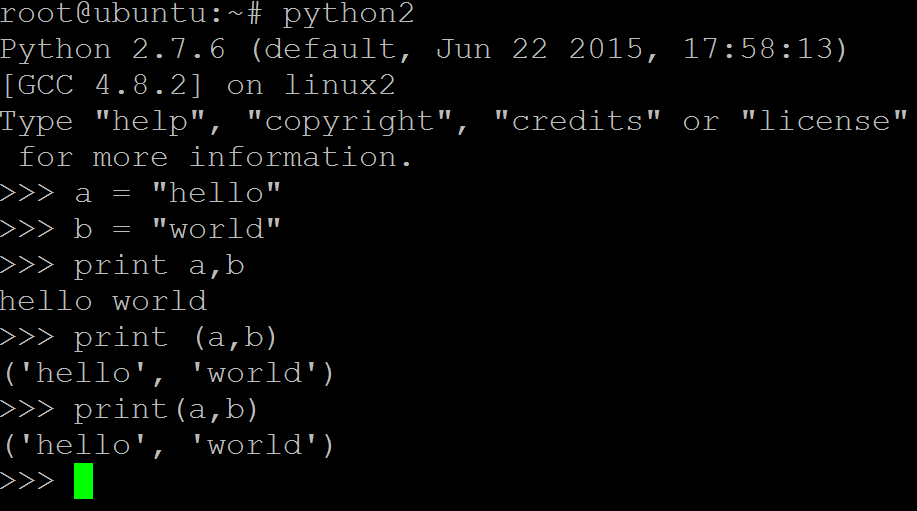 root@ubuntu:~# python2
Python 2.7.6 (default, Jun 22 2015, 17:58:13)
[GCC 4.8.2] on linux2
Type "help", "copyright", "credits" or "license"
 for more information.
>>> a = "hello"
>>> b = "world"
>>> print a,b
hello world
>>> print (a,b)
('hello', 'world')
>>> print(a,b)
('hello', 'world')
>>>